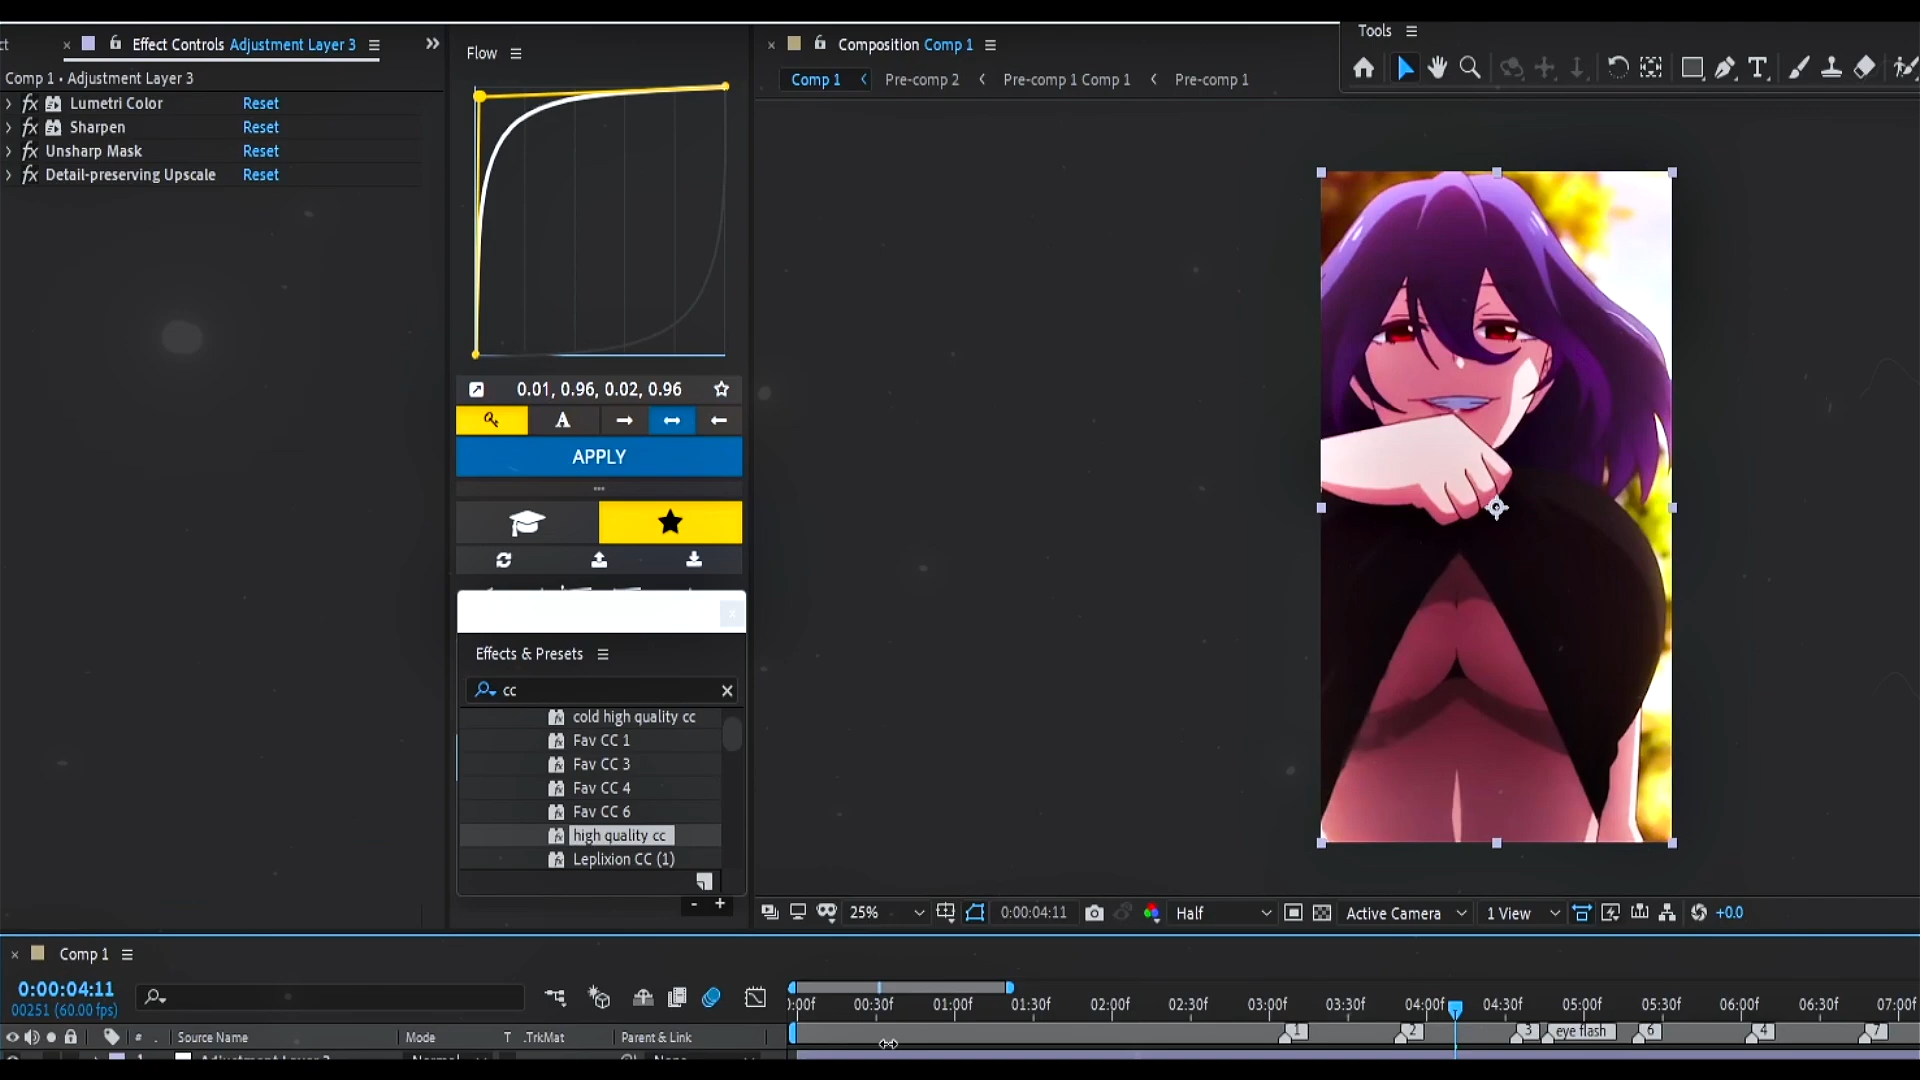 ct
× Effect Controls Adjustment Layer 3
Comp 1 • Adjustment Layer 3
fx Lumetri Color Reset
fx Sharpen Reset
fx Unsharp Mask Reset
fx Detail-preserving Upscale Reset
Flow
0.01, 0.96, 0.02, 0.96
A
APPLY
Effects & Presets
cc
cold high quality cc
Fav CC 1
Fav CC 3
Fav CC 4
Fav CC 6
high quality cc
Leplixion CC (1)
- +
× Composition Comp 1
Comp 1 Pre-comp 2 Pre-comp 1 Comp 1 Pre-comp 1
Tools
25% 0:00:04:11 Half Active Camera 1 View +0.0
× Comp 1
0:00:04:11
00251 (60.00 fps)
# . Source Name Mode T .TrkMat Parent & Link
:00f 00:30f 01:00f 01:30f 02:00f 02:30f 03:00f 03:30f 04:00f 04:30f 05:00f 05:30f 06:00f 06:30f 07:00f
1 2 3 eye flash 6 4 7